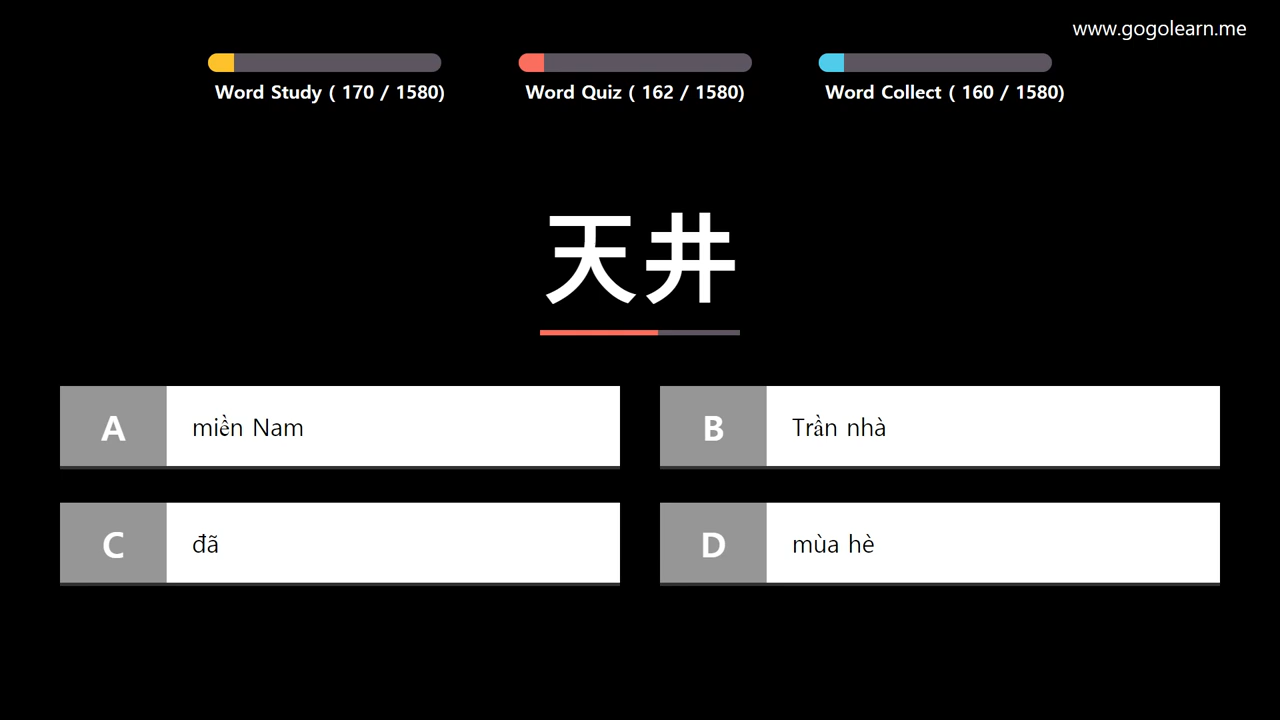 www.gogolearn.me
Word Study ( 170 / 1580)
Word Quiz ( 162 / 1580)
Word Collect ( 160 / 1580)
天井
A
miền Nam
B
Trần nhà
C
đã
D
mùa hè